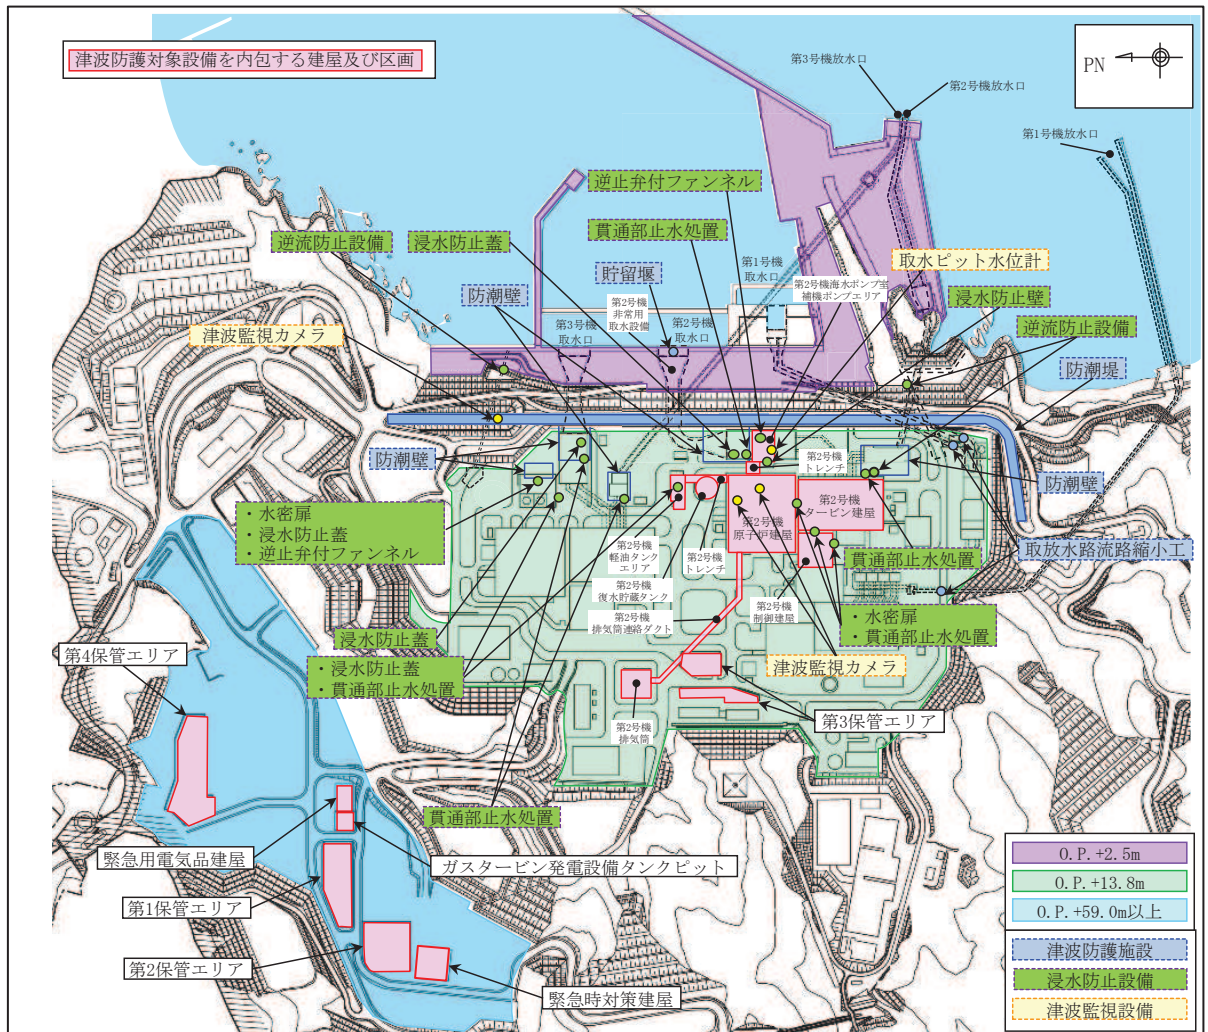 津波防護対象設備を内包する建屋及び区画
PN
第3号機放水口
第2号機放水口
第1号機放水口
逆止弁付ファンネル
貫通部止水処置
逆流防止設備
浸水防止蓋
第1号機
取水口
取水ピット水位計
貯留堰
防潮壁
第2号機海水ポンプ室
補機ポンプエリア
浸水防止壁
第2号機
非常用
取水設備
逆流防止設備
津波監視カメラ
第3号機
取水口
第2号機
取水口
防潮堤
防潮壁
第2号機
トレンチ
防潮壁
・水密扉
・浸水防止蓋
・逆止弁付ファンネル
第2号機
タービン建屋
第2号機
原子炉建屋
取放水路流路縮小工
第2号機
軽油タンク
エリア
第2号機
トレンチ
貫通部止水処置
第2号機
復水貯蔵タンク
第2号機
制御建屋
・水密扉
・貫通部止水処置
第2号機
排気筒連絡ダクト
浸水防止蓋
第4保管エリア
・浸水防止蓋
・貫通部止水処置
津波監視カメラ
第3保管エリア
第2号機
排気筒
貫通部止水処置
緊急用電気品建屋
ガスタービン発電設備タンクピット
第1保管エリア
第2保管エリア
緊急時対策建屋
O.P.+2.5m
O.P.+13.8m
O.P.+59.0m以上
津波防護施設
浸水防止設備
津波監視設備